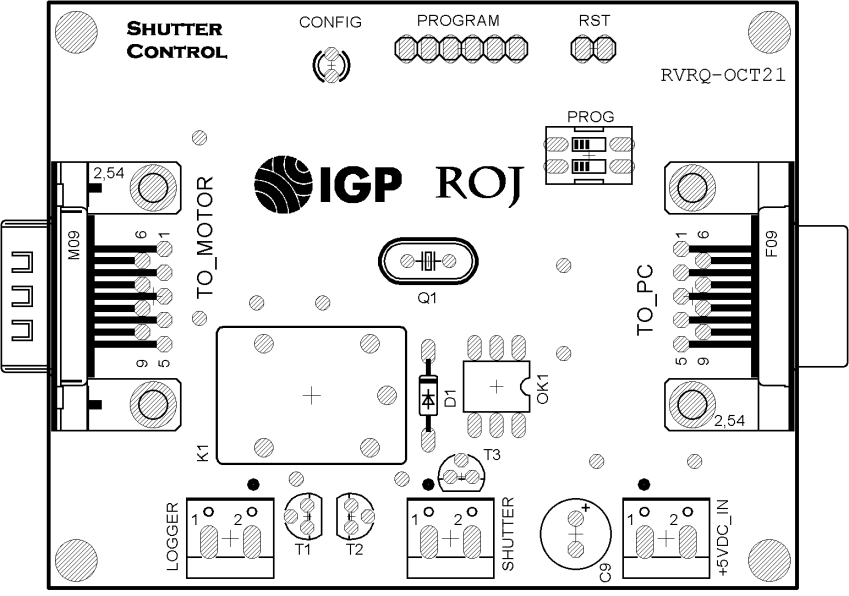 SHUTTER
CONTROL
CONFIG
PROGRAM
RST
RVRQ-OCT21
PROG
IGP
ROJ
2,54
M09
6
1
9
5
TO_MOTOR
Q1
TO_PC
1
6
5
9
F09
2,54
K1
D1
OK1
T3
LOGGER
1 2
T1
T2
1 2
SHUTTER
+
C9
1 2
+5VDC_IN